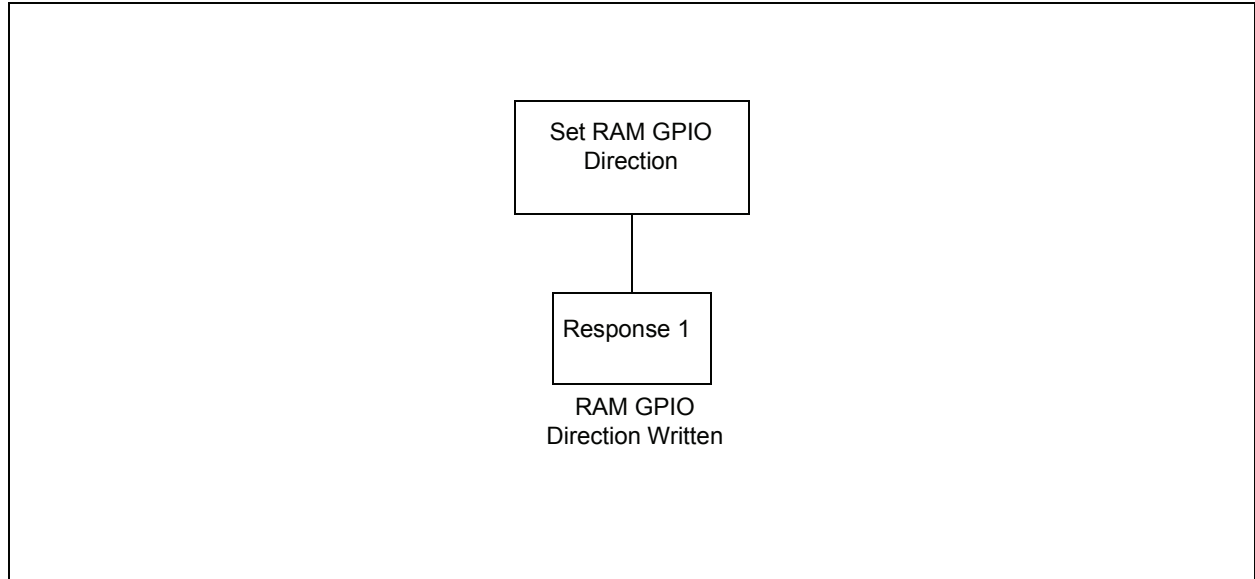 Set RAM GPIO
Direction
Response 1
RAM GPIO
Direction Written